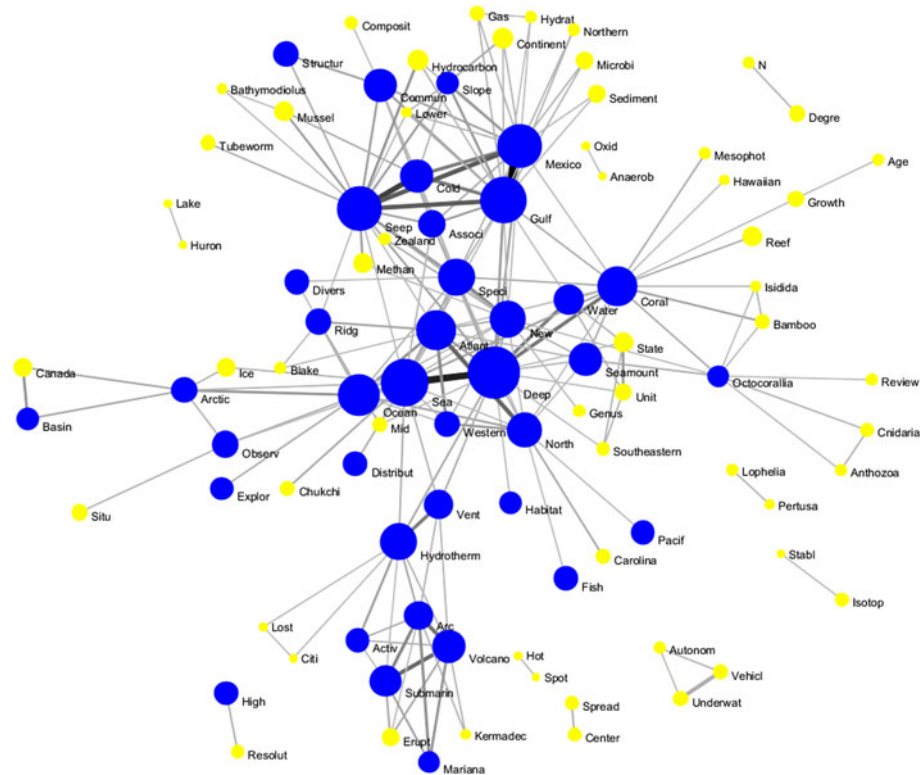 Composit
Gas
Hydrat
Northern
Continent
Structur
Hydrocarbon
Microbi
N
Bathymodiolus
Commun
Slope
Sediment
Mussel
Lower
Degre
Tubeworm
Mexico
Oxid
Mesophot
Age
Anaerob
Cold
Hawaiian
Lake
Seep
Gulf
Growth
Associ
Zealand
Huron
Reef
Methan
Divers
Speci
Coral
Isidida
Water
Ridg
New
Bamboo
Atlant
State
Canada
Ice
Blake
Seamount
Octocorallia
Review
Arctic
Ocean
Sea
Deep
Unit
Basin
Mid
Genus
Western
North
Cnidaria
Observ
Southeastern
Distribut
Anthozoa
Explor
Chukchi
Lophelia
Situ
Vent
Habitat
Pertusa
Hydrotherm
Pacif
Carolina
Stabl
Fish
Isotop
Lost
Arc
Activ
Volcano
Citi
Hot
Autonom
Spot
Vehicl
High
Submarin
Underwat
Spread
Resolut
Erupt
Kermadec
Center
Mariana